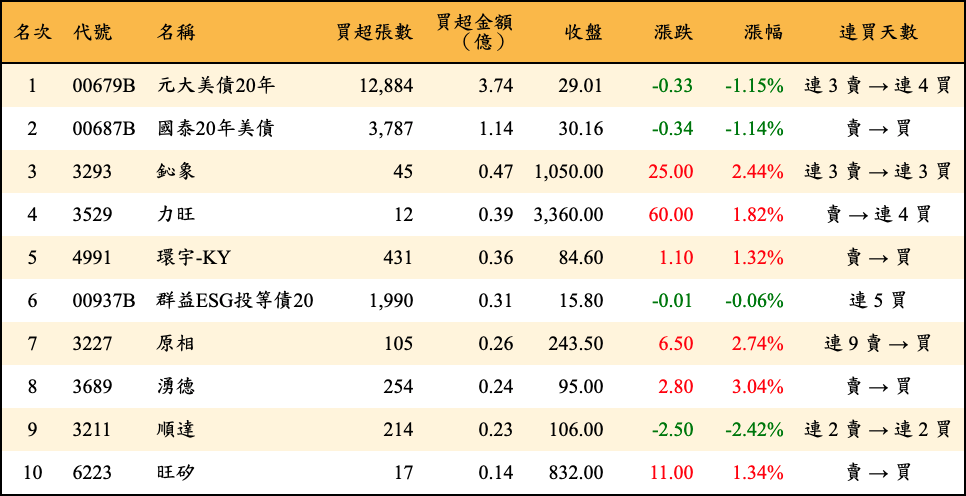 名次 代號 名稱 買超張數 買超金額（億） 收盤 漲跌 漲幅 連買天數
1 00679B 元大美債20年 12,884 3.74 29.01 -0.33 -1.15% 連 3 賣 → 連 4 買
2 00687B 國泰20年美債 3,787 1.14 30.16 -0.34 -1.14% 賣 → 買
3 3293 鈊象 45 0.47 1,050.00 25.00 2.44% 連 3 賣 → 連 3 買
4 3529 力旺 12 0.39 3,360.00 60.00 1.82% 賣 → 連 4 買
5 4991 環宇-KY 431 0.36 84.60 1.10 1.32% 賣 → 買
6 00937B 群益ESG投等債20 1,990 0.31 15.80 -0.01 -0.06% 連 5 買
7 3227 原相 105 0.26 243.50 6.50 2.74% 連 9 賣 → 買
8 3689 湧德 254 0.24 95.00 2.80 3.04% 賣 → 買
9 3211 順達 214 0.23 106.00 -2.50 -2.42% 連 2 賣 → 連 2 買
10 6223 旺矽 17 0.14 832.00 11.00 1.34% 賣 → 買